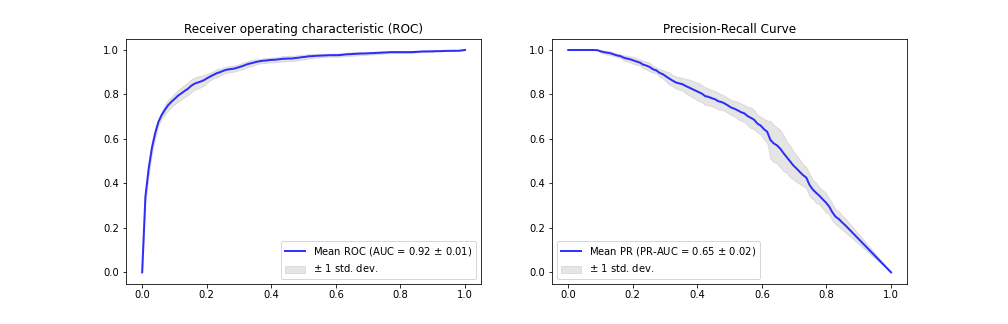 Receiver operating characteristic (ROC)
1.0
0.8
0.6
0.4
0.2
0.0
0.0 0.2 0.4 0.6 0.8 1.0
Mean ROC (AUC = 0.92 ± 0.01)
± 1 std. dev.
Precision-Recall Curve
1.0
0.8
0.6
0.4
0.2
0.0
0.0 0.2 0.4 0.6 0.8 1.0
Mean PR (PR-AUC = 0.65 ± 0.02)
± 1 std. dev.